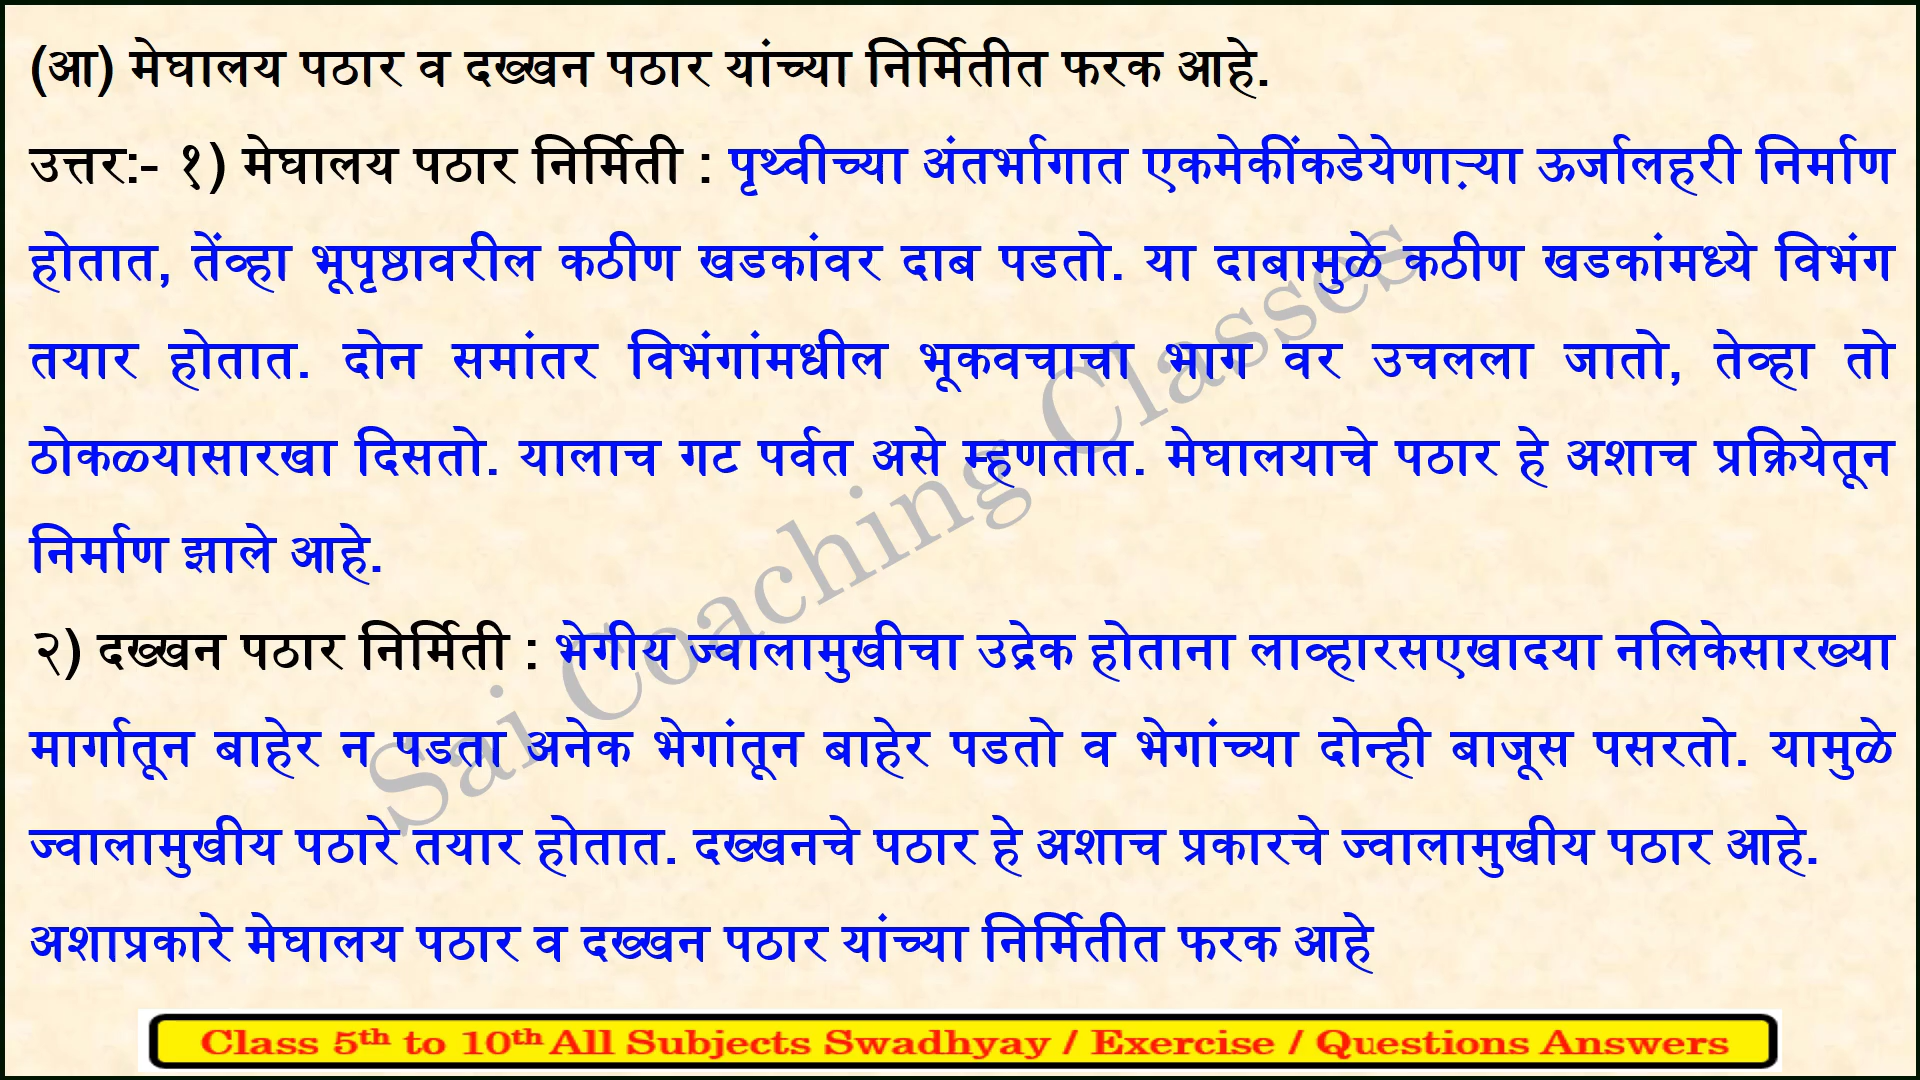 (आ) मेघालय पठार व दख्खन पठार यांच्या निर्मितीत फरक आहे.
उत्तर:- १) मेघालय पठार निर्मिती : पृथ्वीच्या अंतर्भागात एकमेकींकडेयेणाऱ्या ऊर्जालहरी निर्माण
होतात, तेंव्हा भूपृष्ठावरील कठीण खडकांवर दाब पडतो. या दाबामुळे कठीण खडकांमध्ये विभंग
तयार होतात. दोन समांतर विभंगांमधील भूकवचाचा भाग वर उचलला जातो, तेव्हा तो
ठोकळ्यासारखा दिसतो. यालाच गट पर्वत असे म्हणतात. मेघालयाचे पठार हे अशाच प्रक्रियेतून
निर्माण झाले आहे.
२) दख्खन पठार निर्मिती : भेगीय ज्वालामुखीचा उद्रेक होताना लाव्हारसएखादया नलिकेसारख्या
मार्गातून बाहेर न पडता अनेक भेगांतून बाहेर पडतो व भेगांच्या दोन्ही बाजूस पसरतो. यामुळे
ज्वालामुखीय पठारे तयार होतात. दख्खनचे पठार हे अशाच प्रकारचे ज्वालामुखीय पठार आहे.
अशाप्रकारे मेघालय पठार व दख्खन पठार यांच्या निर्मितीत फरक आहे
Sai Coaching Classes
Class 5th to 10th All Subjects Swadhyay / Exercise / Questions Answers